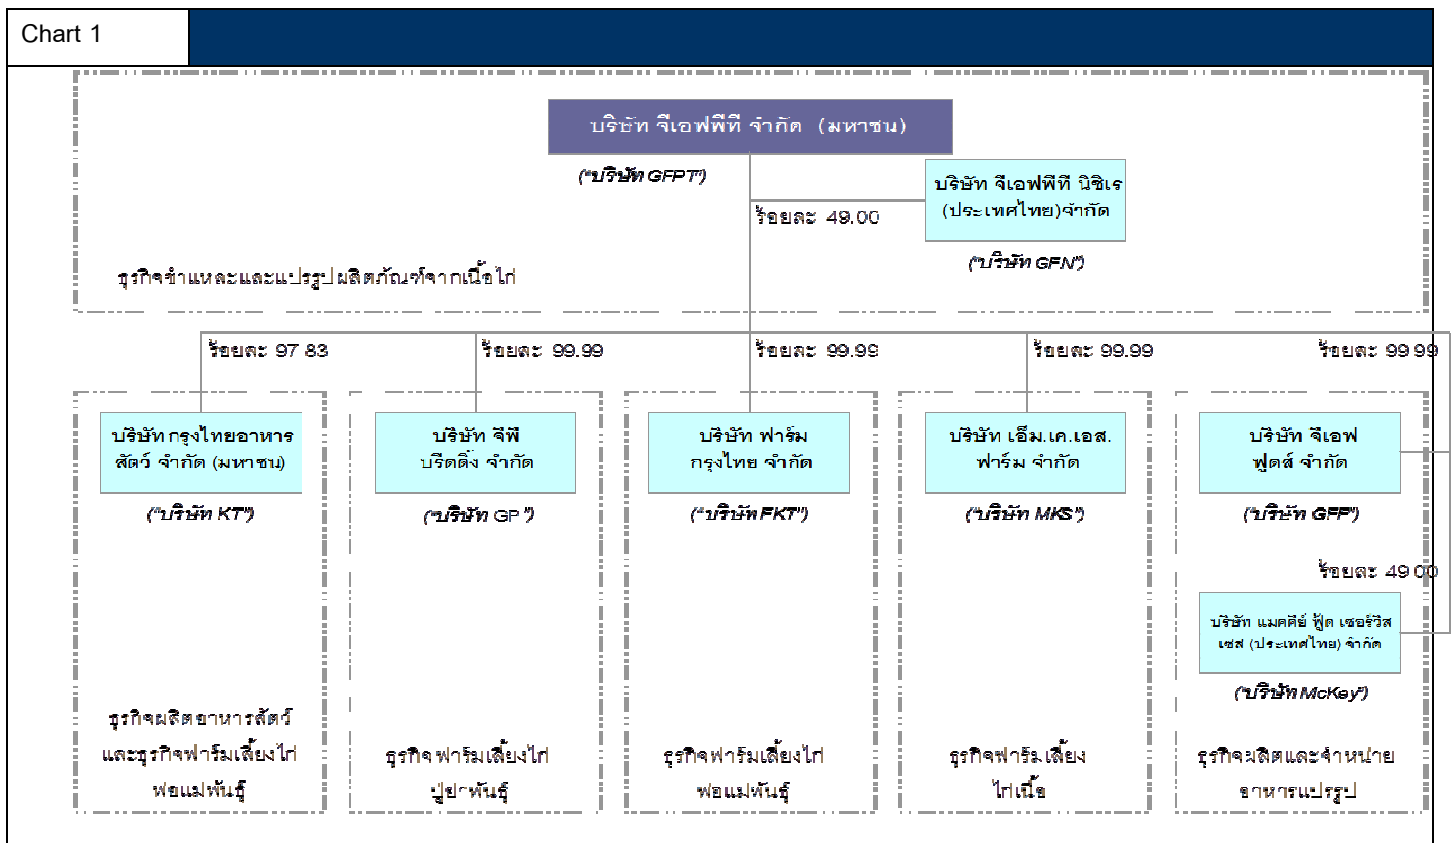 Chart 1
บริษัท จีเอฟพีที จำกัด (มหาชน)
("บริษัท GFPT")
บริษัท จีเอฟพีที นิชิเร
(ประเทศไทย)จำกัด
ร้อยละ 49.00
("บริษัท GFN")
ธุรกิจชำแหละและแปรรูปผลิตภัณฑ์จากเนื้อไก่
ร้อยละ 97.83
ร้อยละ 99.99
ร้อยละ 99.99
ร้อยละ 99.99
ร้อยละ 99.99
บริษัท กรุงไทยอาหาร
สัตว์ จำกัด (มหาชน)
("บริษัท KT")
ธุรกิจผลิตอาหารสัตว์
และธุรกิจฟาร์มเลี้ยงไก่
พ่อแม่พันธุ์
บริษัท จีพี
บรีดดิ้ง จำกัด
("บริษัท GP")
ธุรกิจฟาร์มเลี้ยงไก่
ปู่ย่าพันธุ์
บริษัท ฟาร์ม
กรุงไทย จำกัด
("บริษัท FKT")
ธุรกิจฟาร์มเลี้ยงไก่
พ่อแม่พันธุ์
บริษัท เอ็ม.เค.เอส.
ฟาร์ม จำกัด
("บริษัท MKS")
ธุรกิจฟาร์มเลี้ยง
ไก่เนื้อ
บริษัท จีเอฟ
ฟูดส์ จำกัด
("บริษัท GFF")
ร้อยละ 49.00
บริษัท แมคคีย์ ฟู้ด เซอร์วิส
เซส (ประเทศไทย) จำกัด
("บริษัท McKey")
ธุรกิจผลิตและจำหน่าย
อาหารแปรรูป